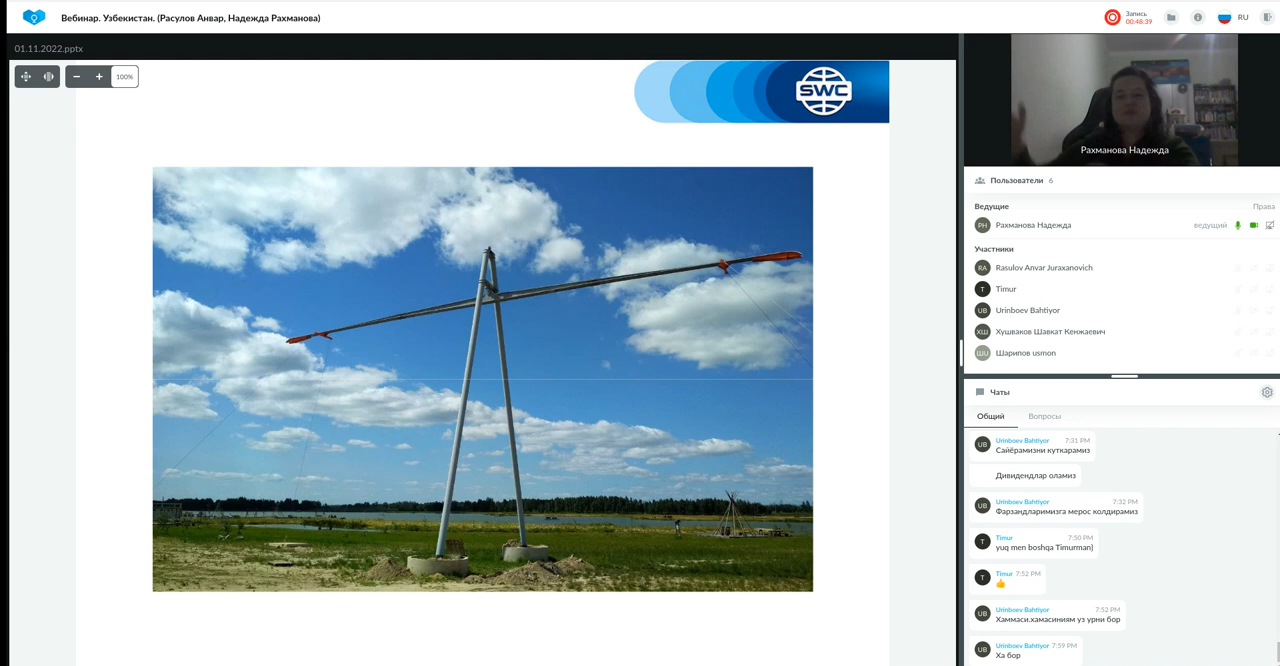 Вебинар. Узбекистан. (Расулов Анвар, Надежда Рахманова)
Запись
00:48:39
RU
01.11.2022.pptx
100%
SWC
Рахманова Надежда
Пользователи 6
Ведущие
Права
РН Рахманова Надежда ведущий
Участники
RA Rasulov Anvar Juraxanovich
T Timur
UB Urinboev Bahtiyor
ХШ Хушваков Шавкат Кенжаевич
ШU Шарипов usmon
Чаты
Общий Вопросы
UB Urinboev Bahtiyor 7:31 PM
Сайёрамизни куткарамиз
Дивидендлар оламиз
UB Urinboev Bahtiyor 7:32 PM
Фарзандларимизга мерос колдирамиз
T Timur 7:50 PM
yuq men boshqa Timurman)
T Timur 7:52 PM
👍
UB Urinboev Bahtiyor 7:52 PM
Хаммаси.хамасиниям уз урни бор
UB Urinboev Bahtiyor 7:59 PM
Ха бор